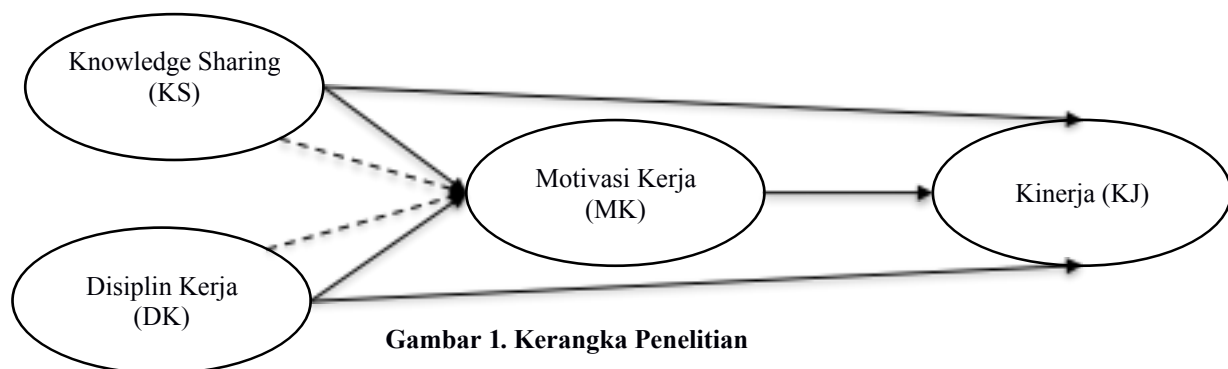 Knowledge Sharing
(KS)
Motivasi Kerja
(MK)
Kinerja (KJ)
Disiplin Kerja
(DK)
Gambar 1. Kerangka Penelitian